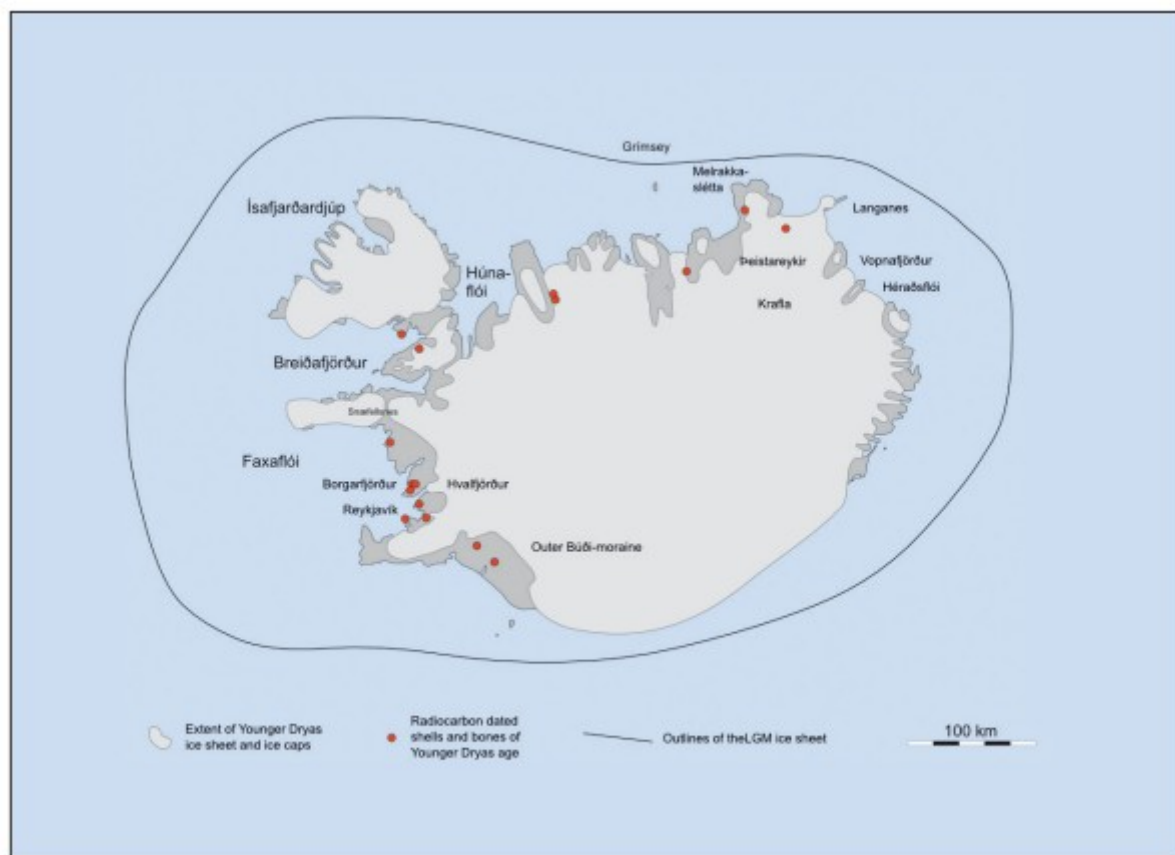 Grímsey
Melrakka-
slétta
Ísafjarðardjúp
Langanes
Húna-
flói
Þeistareykir
Vopnafjörður
Héraðsflói
Krafla
Breiðafjörður
Snæfellsnes
Faxaflói
Borgarfjörður
Hvalfjörður
Reykjavík
Outer Búði-moraine
Extent of Younger Dryas
ice sheet and ice caps
Radiocarbon dated
shells and bones of
Younger Dryas age
Outlines of theLGM ice sheet
100 km